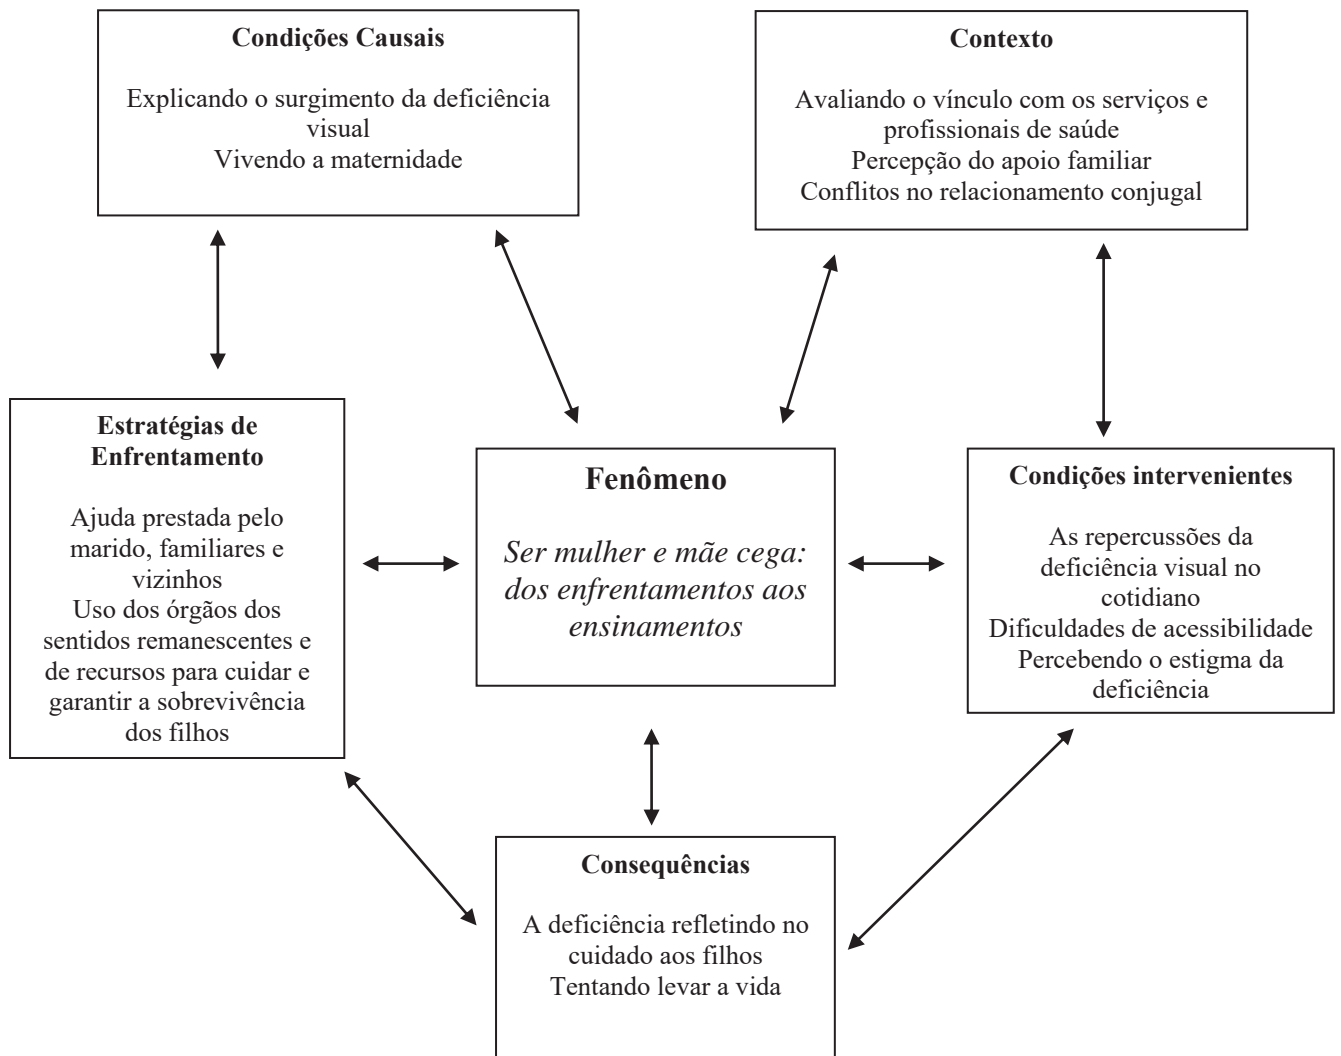 Condições Causais
Explicando o surgimento da deficiência
visual
Vivendo a maternidade
Contexto
Avaliando o vínculo com os serviços e
profissionais de saúde
Percepção do apoio familiar
Conflitos no relacionamento conjugal
Estratégias de
Enfrentamento
Ajuda prestada pelo
marido, familiares e
vizinhos
Uso dos órgãos dos
sentidos remanescentes e
de recursos para cuidar e
garantir a sobrevivência
dos filhos
Fenômeno
Ser mulher e mãe cega:
dos enfrentamentos aos
ensinamentos
Condições intervenientes
As repercussões da
deficiência visual no
cotidiano
Dificuldades de acessibilidade
Percebendo o estigma da
deficiência
Consequências
A deficiência refletindo no
cuidado aos filhos
Tentando levar a vida